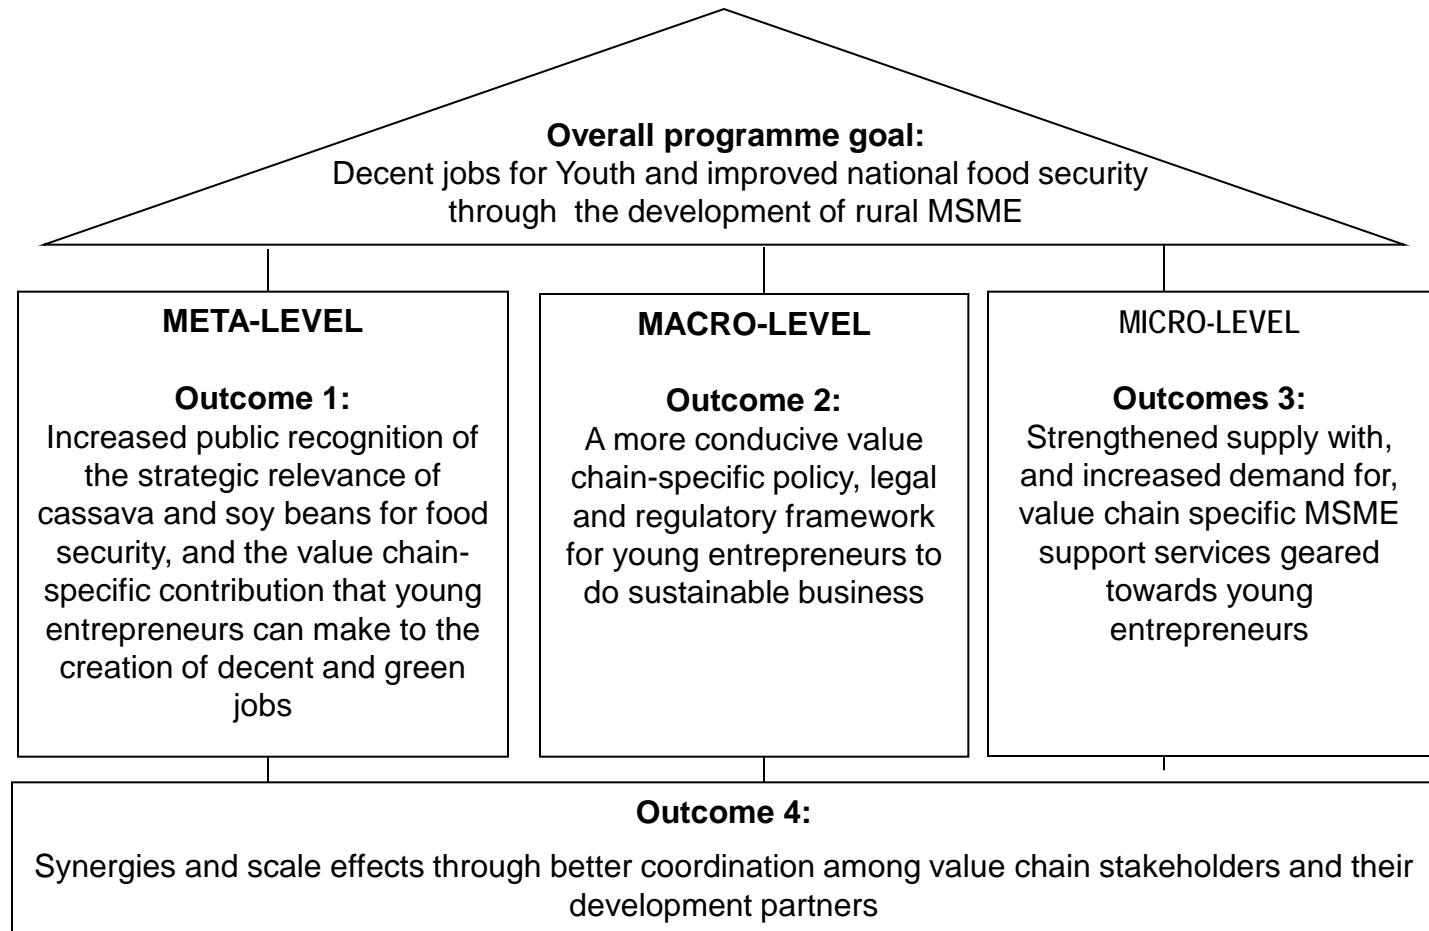 Overall programme goal:
Decent jobs for Youth and improved national food security
through the development of rural MSME
META-LEVEL
Outcome 1:
Increased public recognition of
the strategic relevance of
cassava and soy beans for food
security, and the value chain-
specific contribution that young
entrepreneurs can make to the
creation of decent and green
jobs
MACRO-LEVEL
Outcome 2:
A more conducive value
chain-specific policy, legal
and regulatory framework
for young entrepreneurs to
do sustainable business
MICRO-LEVEL
Outcomes 3:
Strengthened supply with,
and increased demand for,
value chain specific MSME
support services geared
towards young
entrepreneurs
Outcome 4:
Synergies and scale effects through better coordination among value chain stakeholders and their
development partners